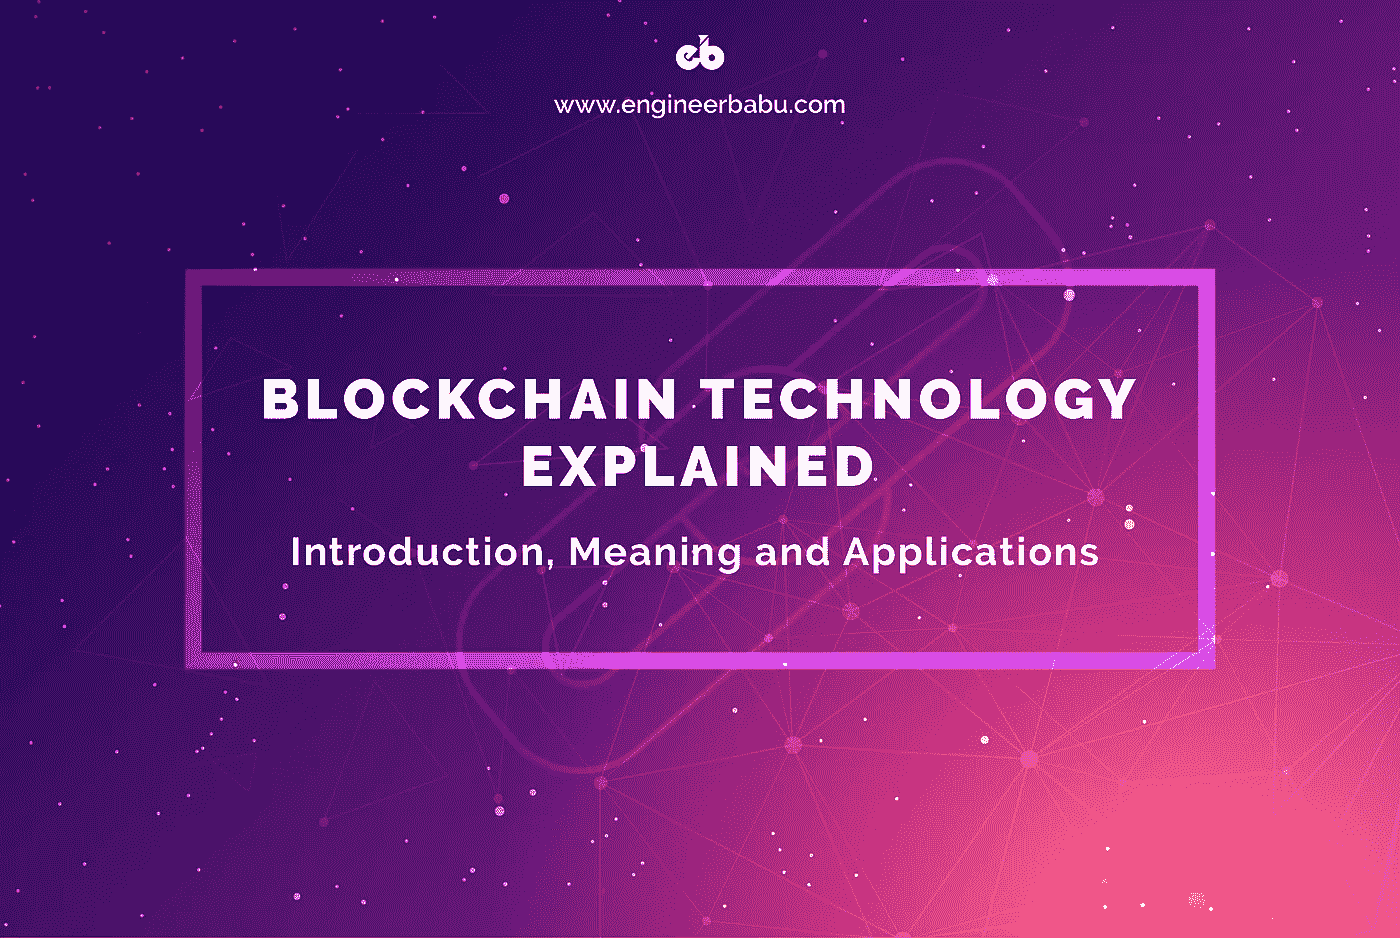 eb
www.engineerbabu.com
BLOCKCHAIN TECHNOLOGY
EXPLAINED
Introduction, Meaning and Applications